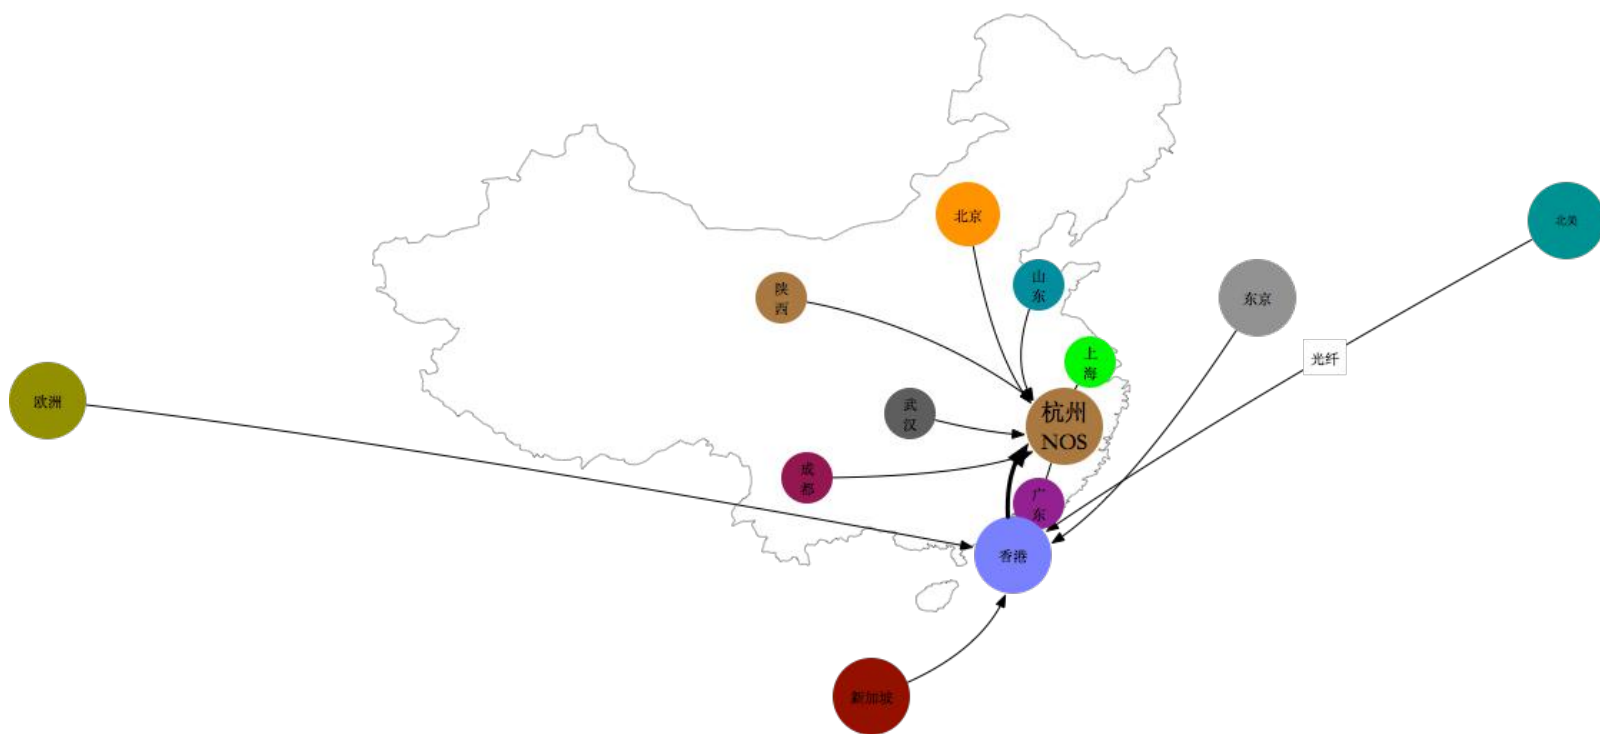 北京
北美
山
东
陕
西
东京
上
海
光纤
欧洲
武
汉
杭州
NOS
成
都
广
东
香港
新加坡